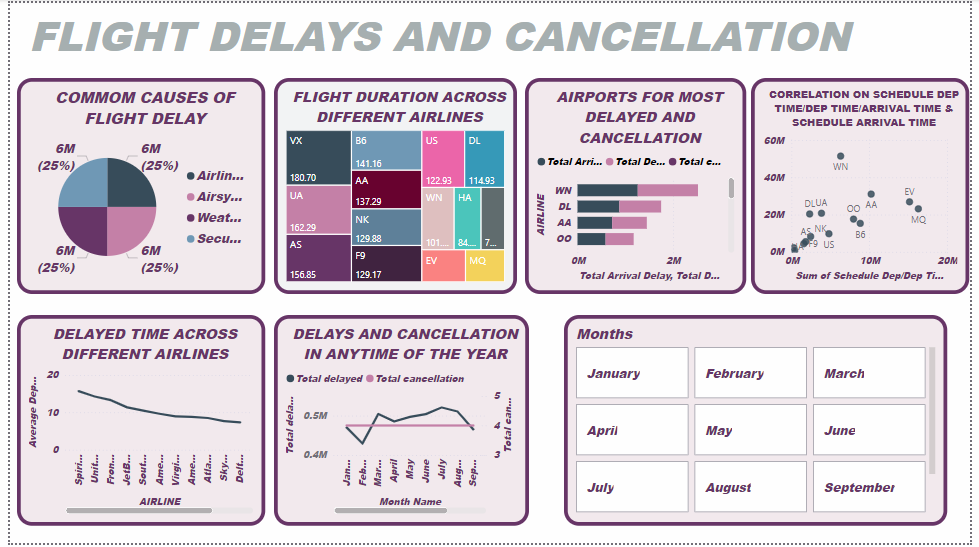 FLIGHT DELAYS AND CANCELLATION
COMMOM CAUSES OF
FLIGHT DELAY
6M
(25%)
6M
(25%)
6M
(25%)
6M
(25%)
Airlin...
Airsy...
Weat...
Secu...
FLIGHT DURATION ACROSS
DIFFERENT AIRLINES
VX
180.70
UA
162.29
AS
156.85
B6
141.16
AA
137.29
NK
129.88
F9
129.17
US
122.93
DL
114.93
WN
101....
HA
84....
7...
EV
MQ
AIRPORTS FOR MOST
DELAYED AND
CANCELLATION
Total Arri... Total De... Total c...
AIRLINE
WN
DL
AA
OO
0M 2M
Total Arrival Delay, Total D...
CORRELATION ON SCHEDULE DEP
TIME/DEP TIME/ARRIVAL TIME &
SCHEDULE ARRIVAL TIME
60M
40M
20M
0M
WN
EV
AA
MQ
DL UA
OO
B6
NK
AS
US
F9
0M 10M 20M
Sum of Schedule Dep/Dep Ti...
DELAYED TIME ACROSS
DIFFERENT AIRLINES
Average Dep...
20
10
0
Spiri...
Unit...
Fron...
JetB...
Sout...
Ame...
Virgi...
Ame...
Atla...
Sky...
Delt...
AIRLINE
DELAYS AND CANCELLATION
IN ANYTIME OF THE YEAR
Total delayed Total cancellation
Total dela...
0.5M
0.4M
5
4
3
Total can...
Jan...
Feb...
Mar...
April
May
June
July
Aug...
Sep...
Month Name
Months
January February March
April May June
July August September